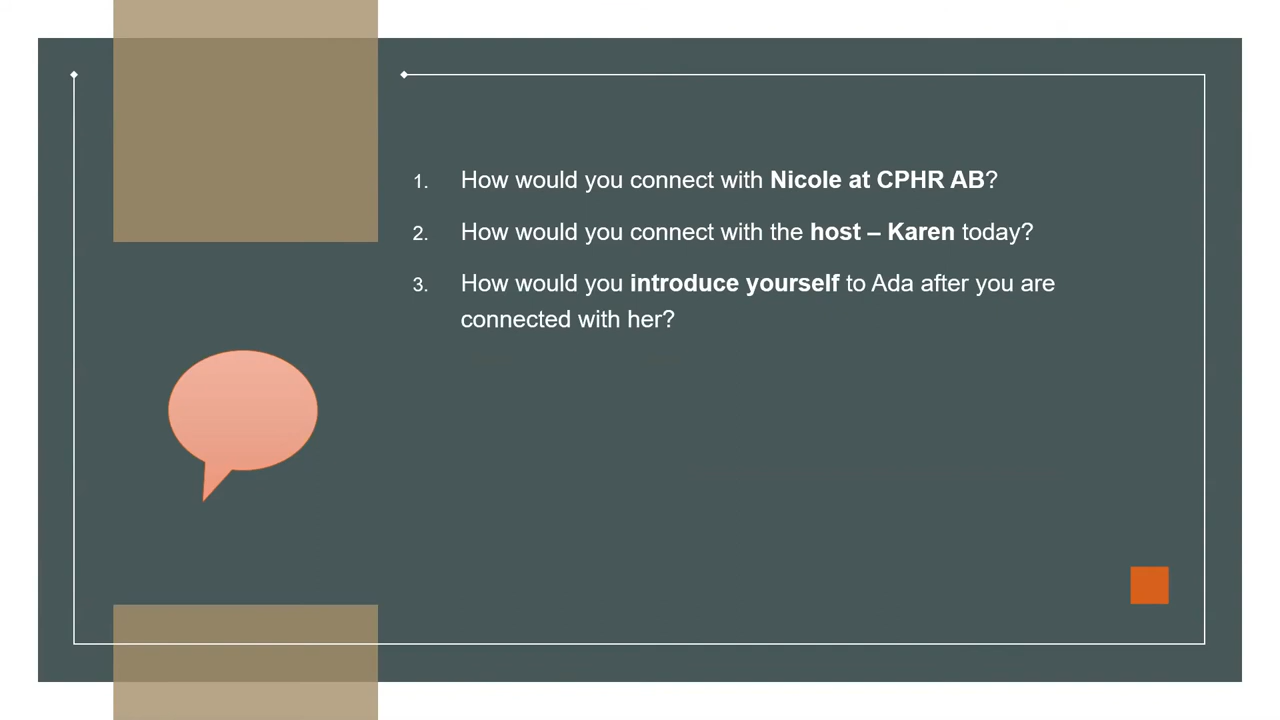 1. How would you connect with Nicole at CPHR AB?
2. How would you connect with the host – Karen today?
3. How would you introduce yourself to Ada after you are
connected with her?